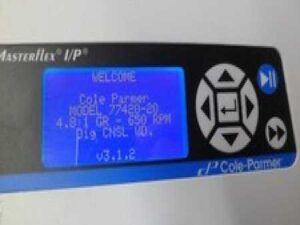 MASTERFLEX® I/P®
WELCOME
Cole Parmer
MODEL 77420-20
4.8:1 GR - 650 RPM
Dig CNSL WD.
v3.1.2
Cole-Parmer